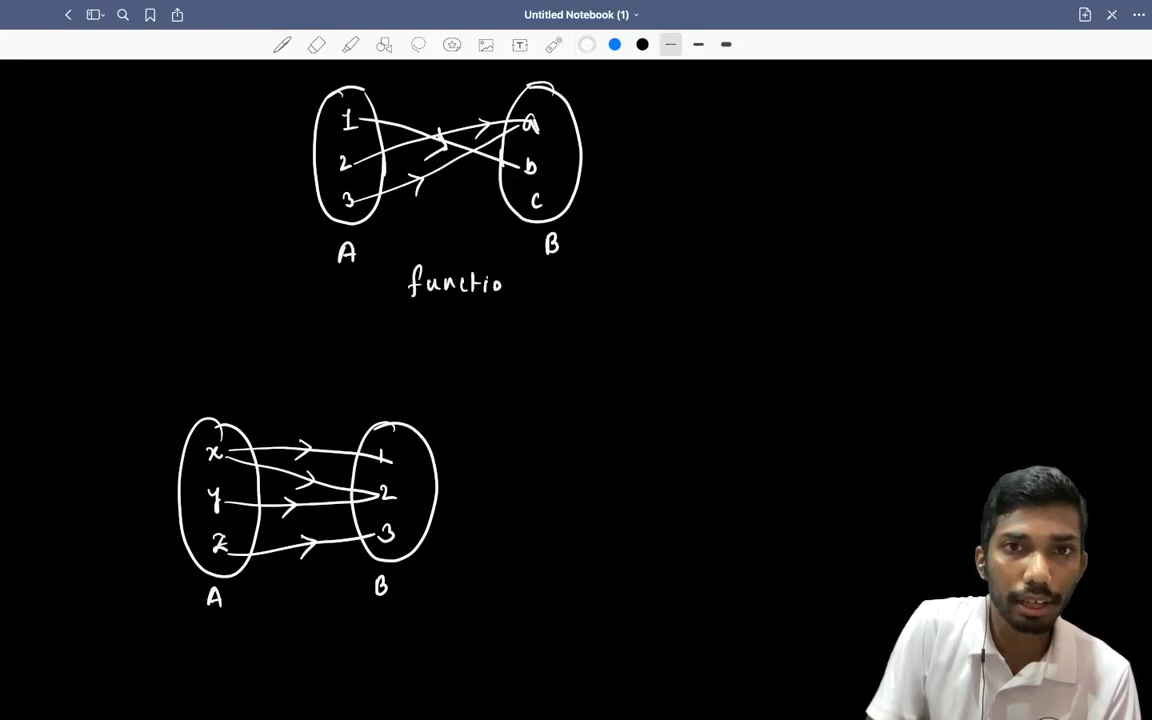 Untitled Notebook (1)
T
1 a
2 b
3 c
A B
functio
x 1
y 2
z 3
A B